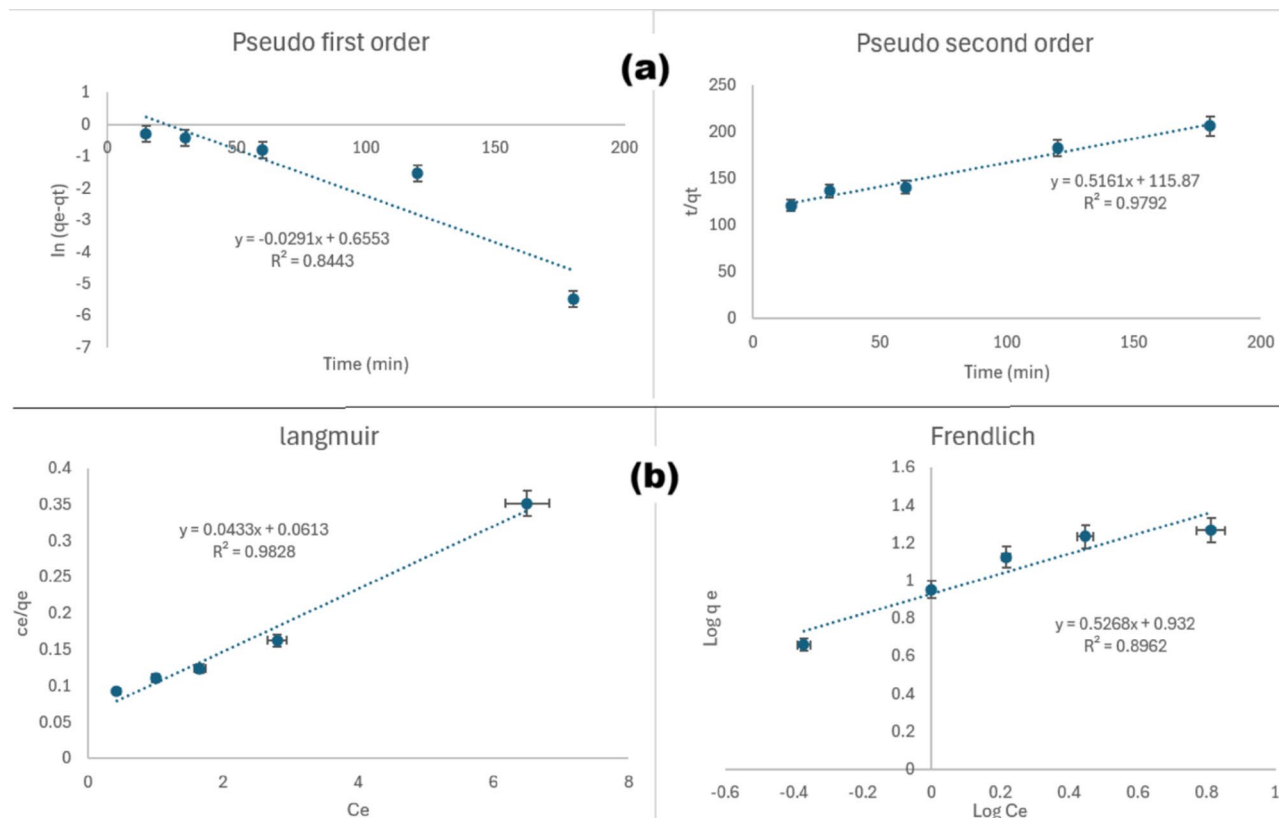 Pseudo first order
(a)
Pseudo second order
1
0
-1
-2
-3
-4
-5
-6
-7
0
50
100
150
200
ln (qe-qt)
y = -0.0291x + 0.6553
R² = 0.8443
Time (min)
250
200
150
100
50
0
t/qt
y = 0.5161x + 115.87
R² = 0.9792
0
50
100
150
200
Time (min)
langmuir
(b)
Frendlich
0.4
0.35
0.3
0.25
0.2
0.15
0.1
0.05
0
ce/qe
y = 0.0433x + 0.0613
R² = 0.9828
0
2
4
6
8
Ce
1.6
1.4
1.2
1
0.8
0.6
0.4
0.2
0
Log q e
y = 0.5268x + 0.932
R² = 0.8962
-0.6
-0.4
-0.2
0
0.2
0.4
0.6
0.8
1
Log Ce